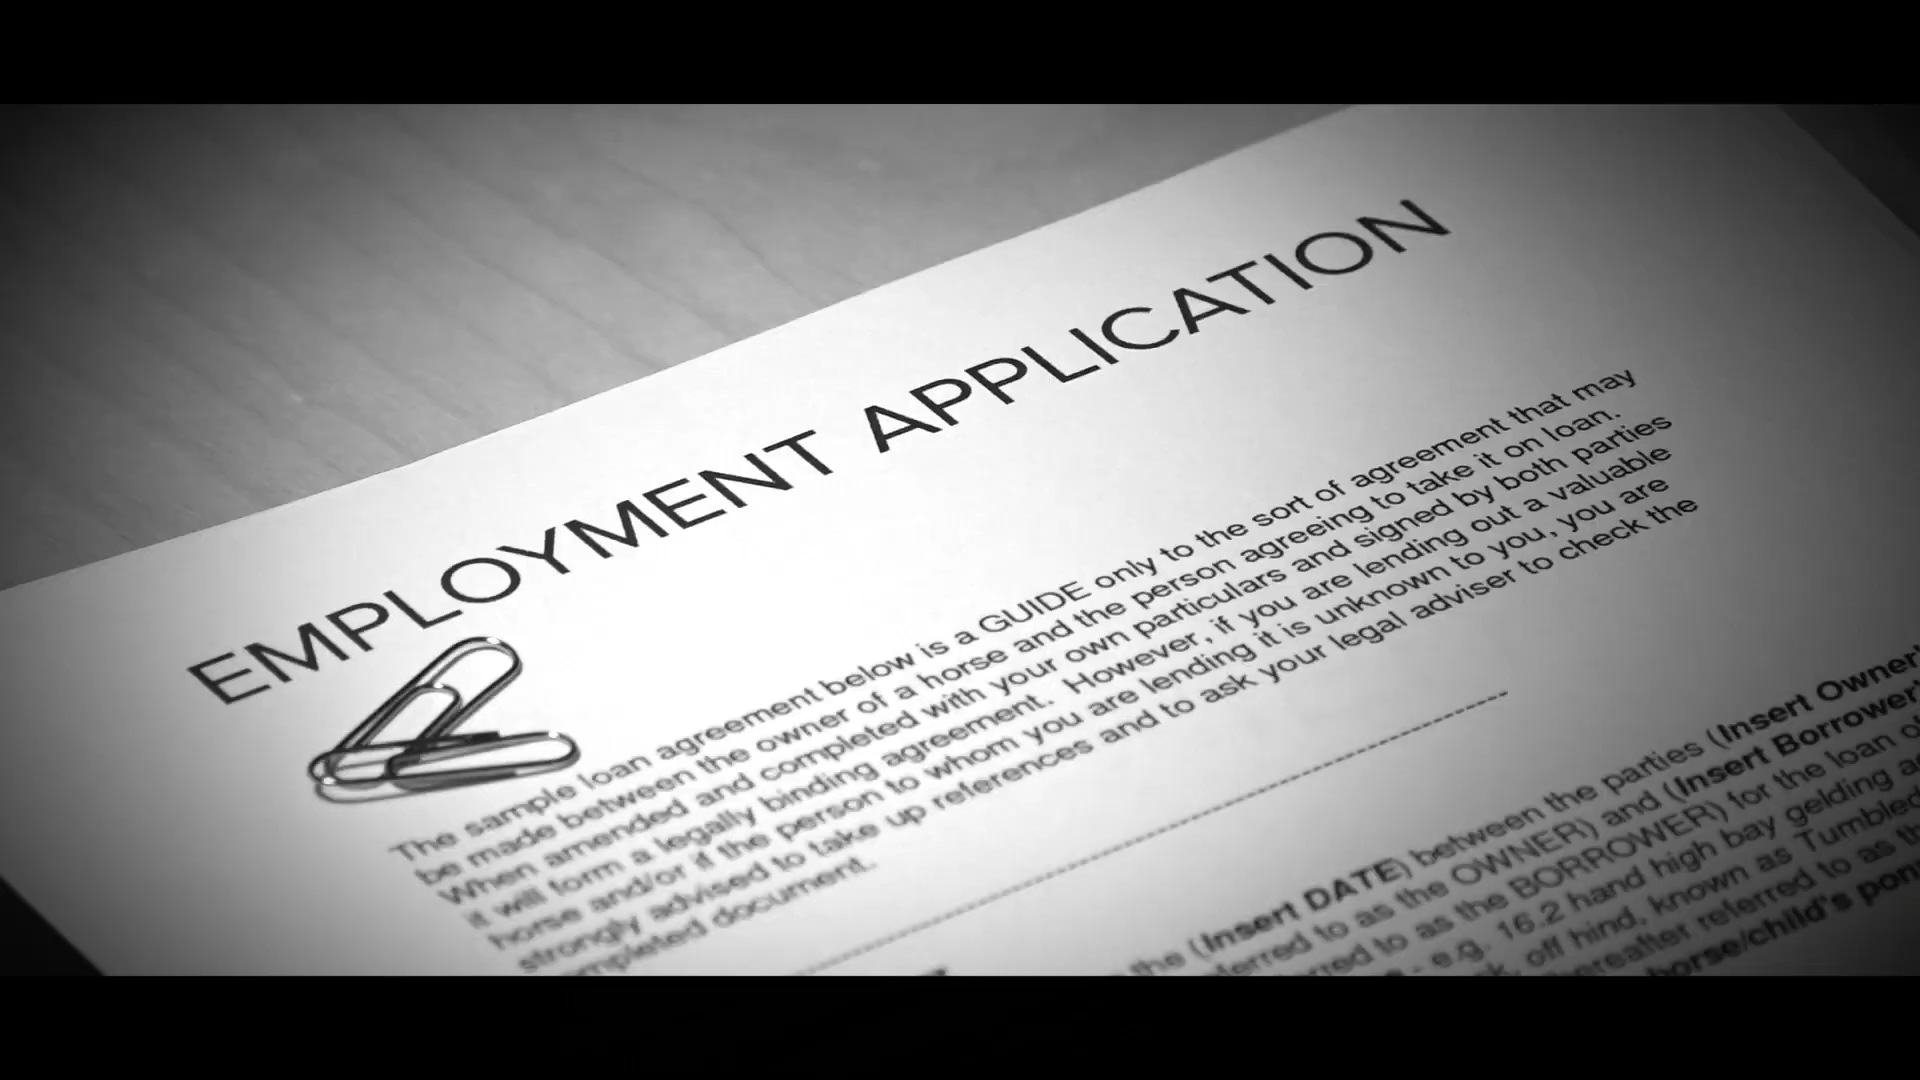 EMPLOYMENT APPLICATION
The sample loan agreement below is a GUIDE only to the sort of agreement that may
be made between the owner of a horse and the person agreeing to take it on loan.
When amended and completed with your own particulars and signed by both parties
it will form a legally binding agreement. However, if you are lending out a valuable
horse and/or if the person to whom you are lending it is unknown to you, you are
strongly advised to take up references and to ask your legal adviser to check the
completed document.
the (Insert DATE) between the parties (Insert Owner'
referred to as the OWNER) and (Insert Borrower'
referred to as the BORROWER) for the loan of
- e.g. 16.2 hand high bay gelding
off hind, known as Tumbled
hereafter referred to as
horse/child's pony